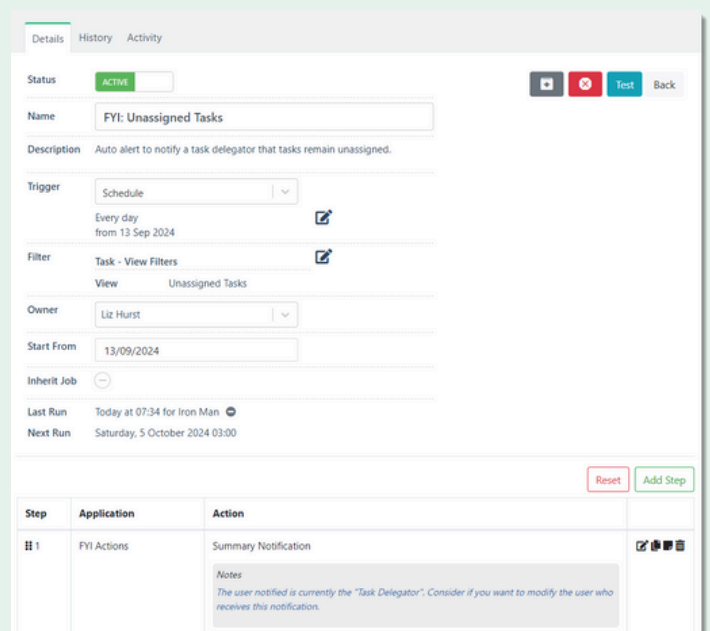 Details History Activity
Status ACTIVE Test Back
Name FYI: Unassigned Tasks
Description Auto alert to notify a task delegator that tasks remain unassigned.
Trigger Schedule
Every day
from 13 Sep 2024
Filter Task - View Filters
View Unassigned Tasks
Owner Liz Hurst
Start From 13/09/2024
Inherit Job
Last Run Today at 07:34 for Iron Man
Next Run Saturday, 5 October 2024 03:00
Reset Add Step
Step Application Action
1 FYI Actions Summary Notification
Notes
The user notified is currently the "Task Delegator". Consider if you want to modify the user who
receives this notification.